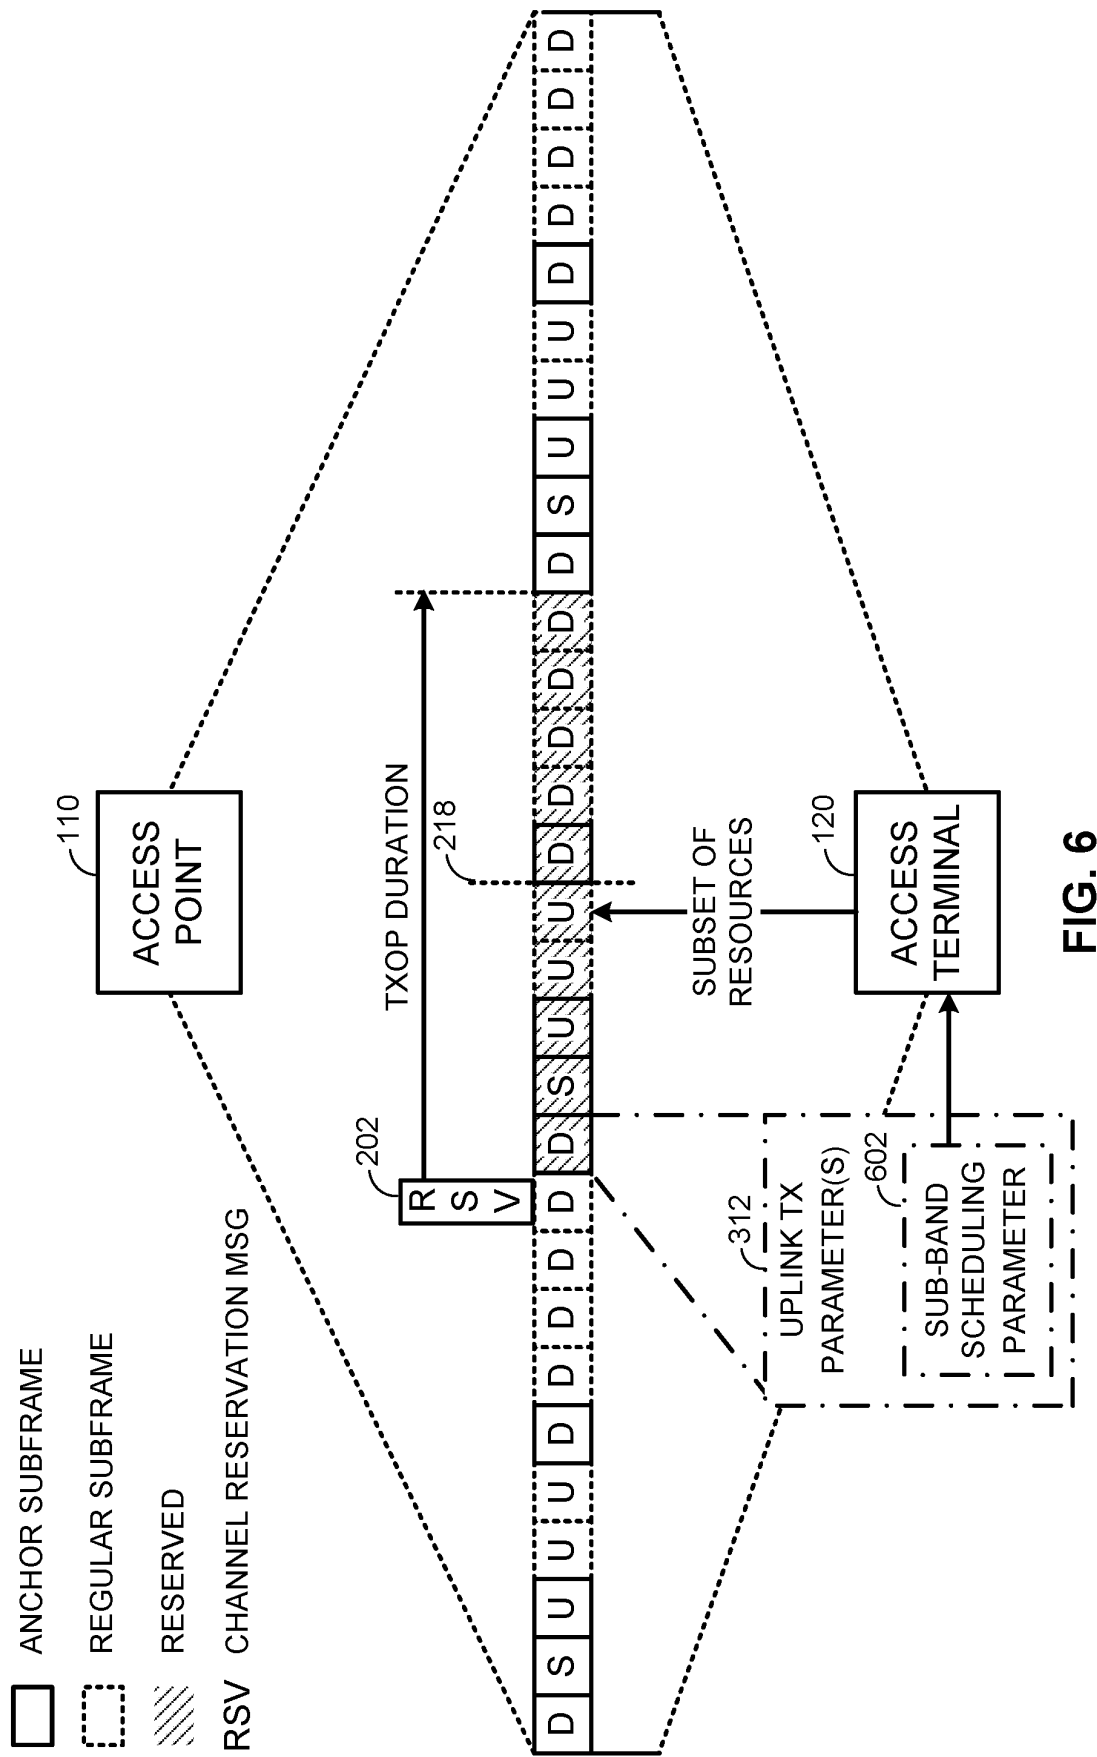 ANCHOR SUBFRAME
REGULAR SUBFRAME
RESERVED
RSV CHANNEL RESERVATION MSG
110
ACCESS
POINT
202
RSV
TXOP DURATION
218
D S U U U D D D D D D S U U U D D D D D D S U U U D D D D D
SUBSET OF
RESOURCES
312
UPLINK TX
PARAMETER(S)
602
SUB-BAND
SCHEDULING
PARAMETER
120
ACCESS
TERMINAL
FIG. 6